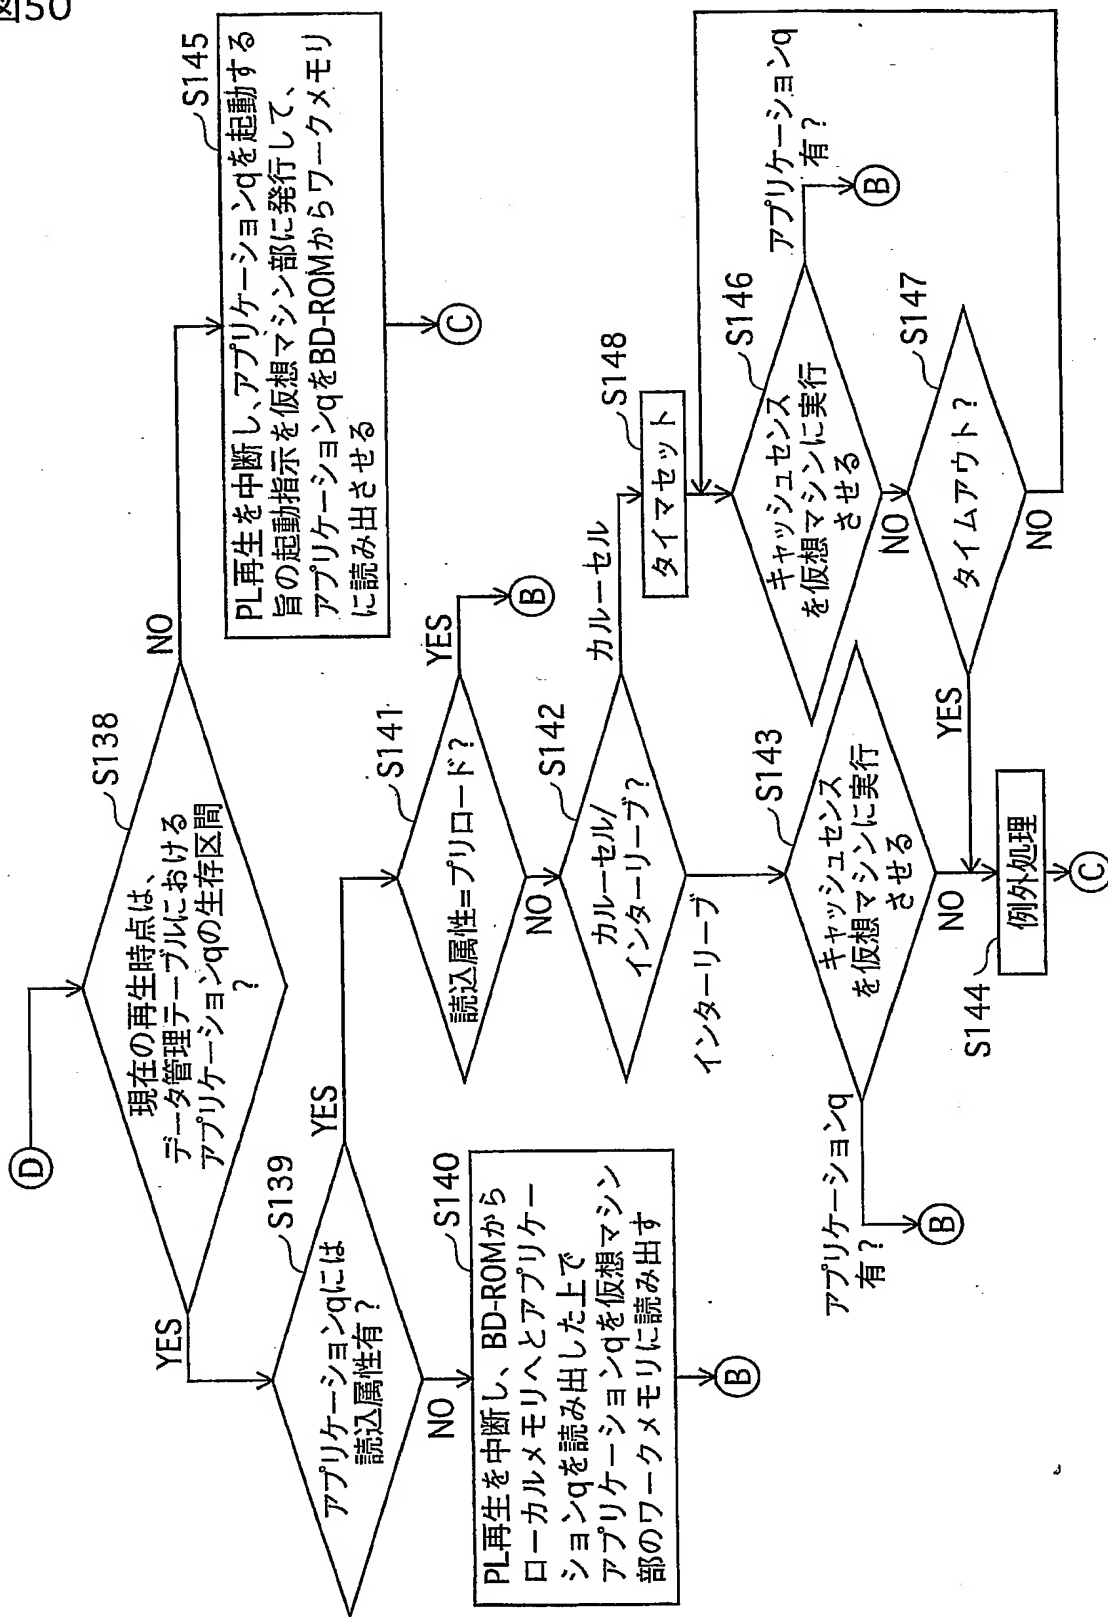 図50
D
S138
現在の再生時点は、
データ管理テーブルにおける
アプリケーションqの生存区間
?
NO
YES
S145
PL再生を中断し、アプリケーションqを起動する
旨の起動指示を仮想マシン部に発行して、
アプリケーションqをBD-ROMからワークメモリ
に読み出させる
C
S139
アプリケーションqには
読込属性有?
YES
NO
S140
PL再生を中断し、BD-ROMから
ローカルメモリへとアプリケー
ションqを読み出した上で
アプリケーションqを仮想マシン
部のワークメモリに読み出す
B
S141
読込属性=プリロード?
YES
B
NO
S142
カルーセル/
インターリーブ?
カルーセル
インターリーブ
S148
タイマセット
S143
キャッシュセンス
を仮想マシンに実行
させる
アプリケーションq
有?
B
NO
S146
キャッシュセンス
を仮想マシンに実行
させる
アプリケーションq
有?
B
NO
S147
タイムアウト?
YES
NO
S144
例外処理
C